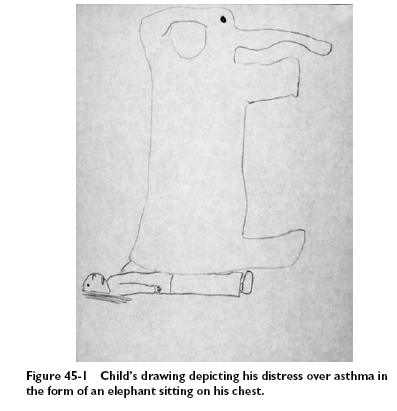 Figure 45-1 Child's drawing depicting his distress over asthma in
the form of an elephant sitting on his chest.